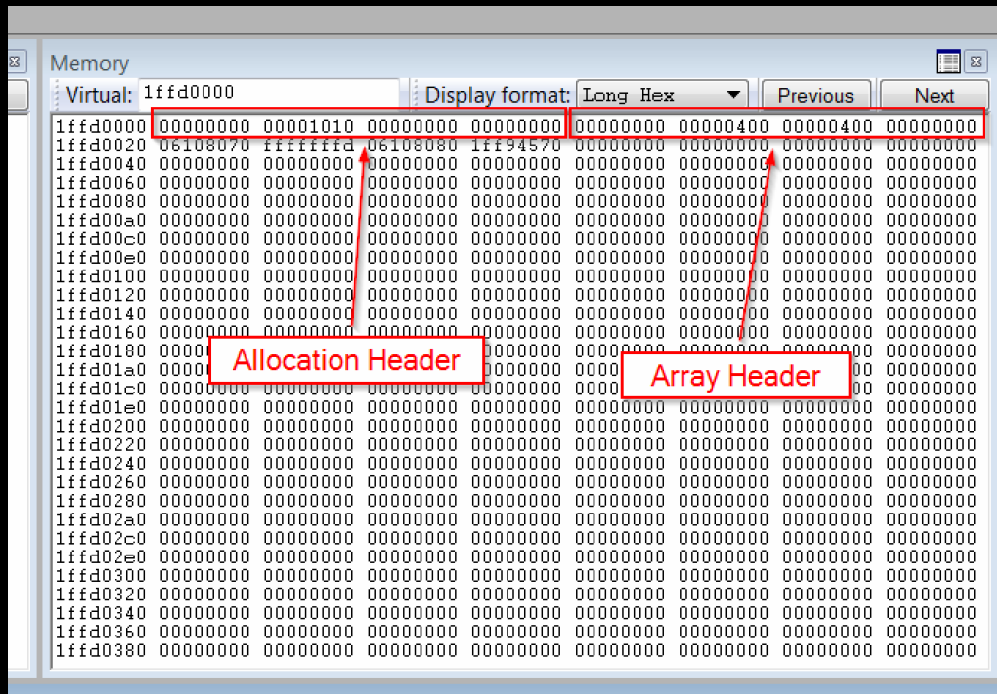 Memory
Virtual: 1ffd0000 Display format: Long Hex Previous Next
1ffd0000 00000000 00001010 00000000 00000000 00000000 00000400 00000400 00000000
1ffd0020 06108070 fffffffd 06108080 1ff94570 00000000 00000000 00000000 00000000
1ffd0040 00000000 00000000 00000000 00000000 00000000 00000000 00000000 00000000
1ffd0060 00000000 00000000 00000000 00000000 00000000 00000000 00000000 00000000
1ffd0080 00000000 00000000 00000000 00000000 00000000 00000000 00000000 00000000
1ffd00a0 00000000 00000000 00000000 00000000 00000000 00000000 00000000 00000000
1ffd00c0 00000000 00000000 00000000 00000000 00000000 00000000 00000000 00000000
1ffd00e0 00000000 00000000 00000000 00000000 00000000 00000000 00000000 00000000
1ffd0100 00000000 00000000 00000000 00000000 00000000 00000000 00000000 00000000
1ffd0120 00000000 00000000 00000000 00000000 00000000 00000000 00000000 00000000
1ffd0140 00000000 00000000 00000000 00000000 00000000 00000000 00000000 00000000
1ffd0160 00000000 00000000 00000000 00000000 00000000 00000000 00000000 00000000
1ffd0180 00000000 00000000 00000000 00000000
Allocation Header
1ffd01a0 00000000
Array Header
1ffd01c0 00000000 00000000 00000000 00000000
1ffd01e0 00000000 00000000 00000000 00000000 00000000 00000000 00000000 00000000
1ffd0200 00000000 00000000 00000000 00000000 00000000 00000000 00000000 00000000
1ffd0220 00000000 00000000 00000000 00000000 00000000 00000000 00000000 00000000
1ffd0240 00000000 00000000 00000000 00000000 00000000 00000000 00000000 00000000
1ffd0260 00000000 00000000 00000000 00000000 00000000 00000000 00000000 00000000
1ffd0280 00000000 00000000 00000000 00000000 00000000 00000000 00000000 00000000
1ffd02a0 00000000 00000000 00000000 00000000 00000000 00000000 00000000 00000000
1ffd02c0 00000000 00000000 00000000 00000000 00000000 00000000 00000000 00000000
1ffd02e0 00000000 00000000 00000000 00000000 00000000 00000000 00000000 00000000
1ffd0300 00000000 00000000 00000000 00000000 00000000 00000000 00000000 00000000
1ffd0320 00000000 00000000 00000000 00000000 00000000 00000000 00000000 00000000
1ffd0340 00000000 00000000 00000000 00000000 00000000 00000000 00000000 00000000
1ffd0360 00000000 00000000 00000000 00000000 00000000 00000000 00000000 00000000
1ffd0380 00000000 00000000 00000000 00000000 00000000 00000000 00000000 00000000